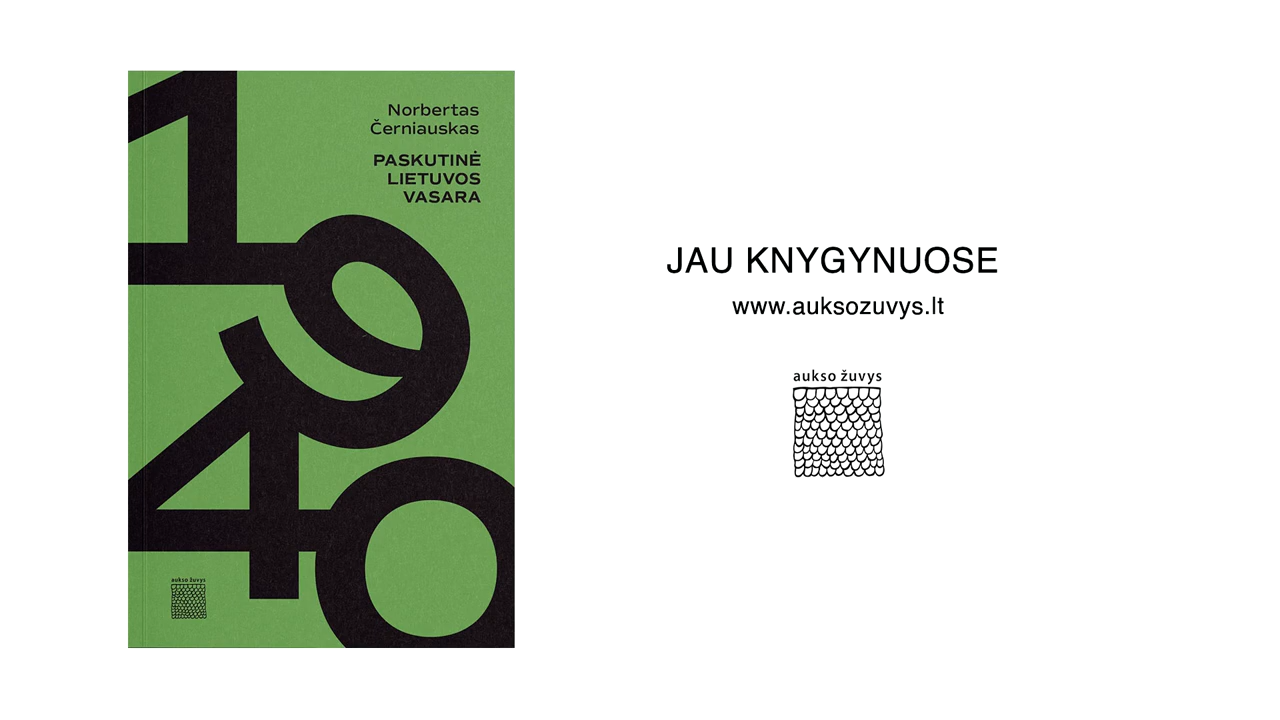 1940
Norbertas
Černiauskas
PASKUTINĖ
LIETUVOS
VASARA
aukso žuvys
JAU KNYGYNUOSE
www.auksozuvys.lt
aukso žuvys